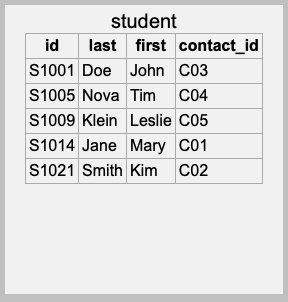 student
id last first contact_id
S1001 Doe John C03
S1005 Nova Tim C04
S1009 Klein Leslie C05
S1014 Jane Mary C01
S1021 Smith Kim C02